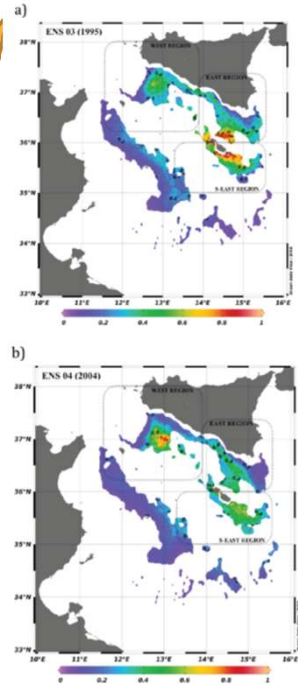 a)
ENS 03 (1995)
38°N
WEST REGION
EAST REGION
37°N
36°N
S-EAST REGION
35°N
34°N
33°N
10°E 11°E 12°E 13°E 14°E 15°E 16°E
0 0.2 0.4 0.6 0.8 1
b)
ENS 04 (2004)
38°N
WEST REGION
EAST REGION
37°N
36°N
S-EAST REGION
35°N
34°N
33°N
10°E 11°E 12°E 13°E 14°E 15°E 16°E
0 0.2 0.4 0.6 0.8 1